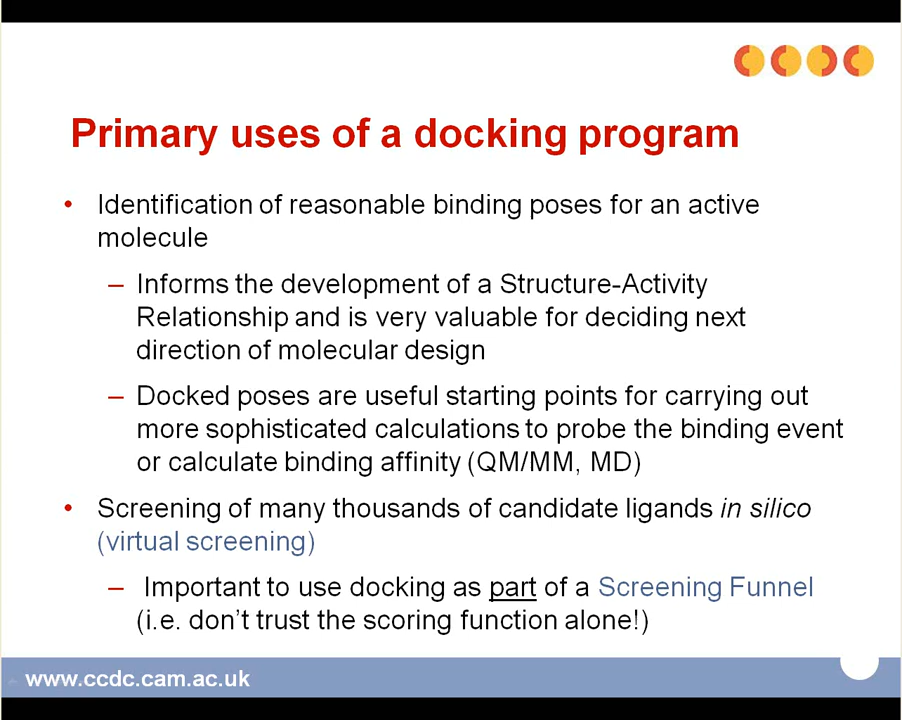 CCDC
Primary uses of a docking program
• Identification of reasonable binding poses for an active
molecule
– Informs the development of a Structure-Activity
Relationship and is very valuable for deciding next
direction of molecular design
– Docked poses are useful starting points for carrying out
more sophisticated calculations to probe the binding event
or calculate binding affinity (QM/MM, MD)
• Screening of many thousands of candidate ligands in silico
(virtual screening)
– Important to use docking as part of a Screening Funnel
(i.e. don't trust the scoring function alone!)
www.ccdc.cam.ac.uk